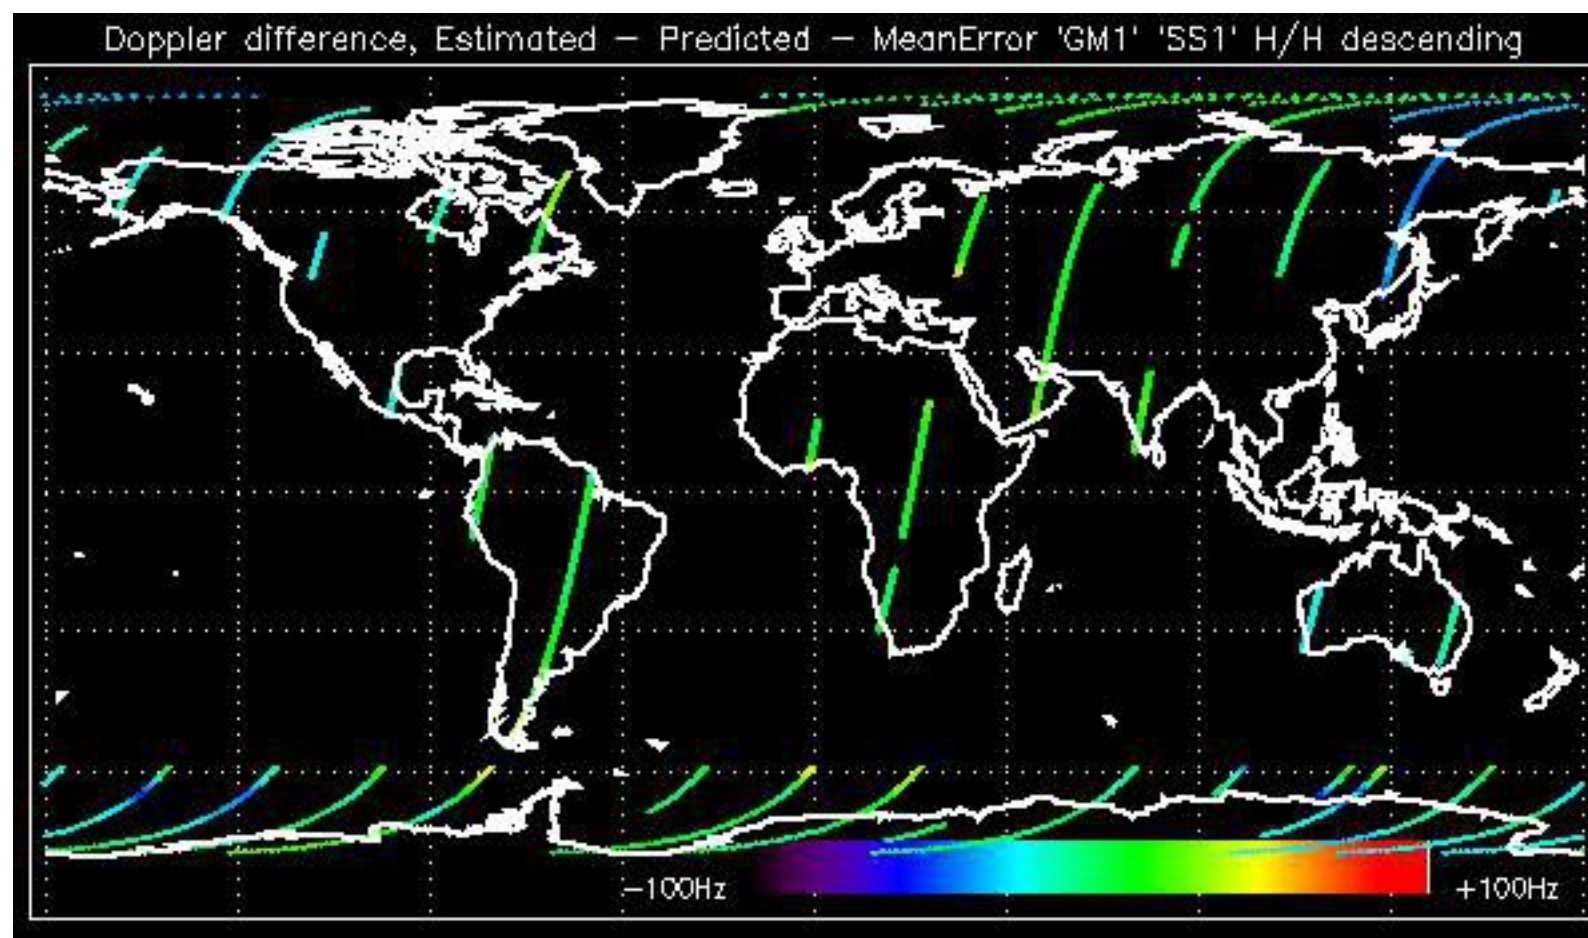 Doppler difference, Estimated − Predicted − MeanError 'GM1' 'SS1' H/H descending
−100Hz +100Hz